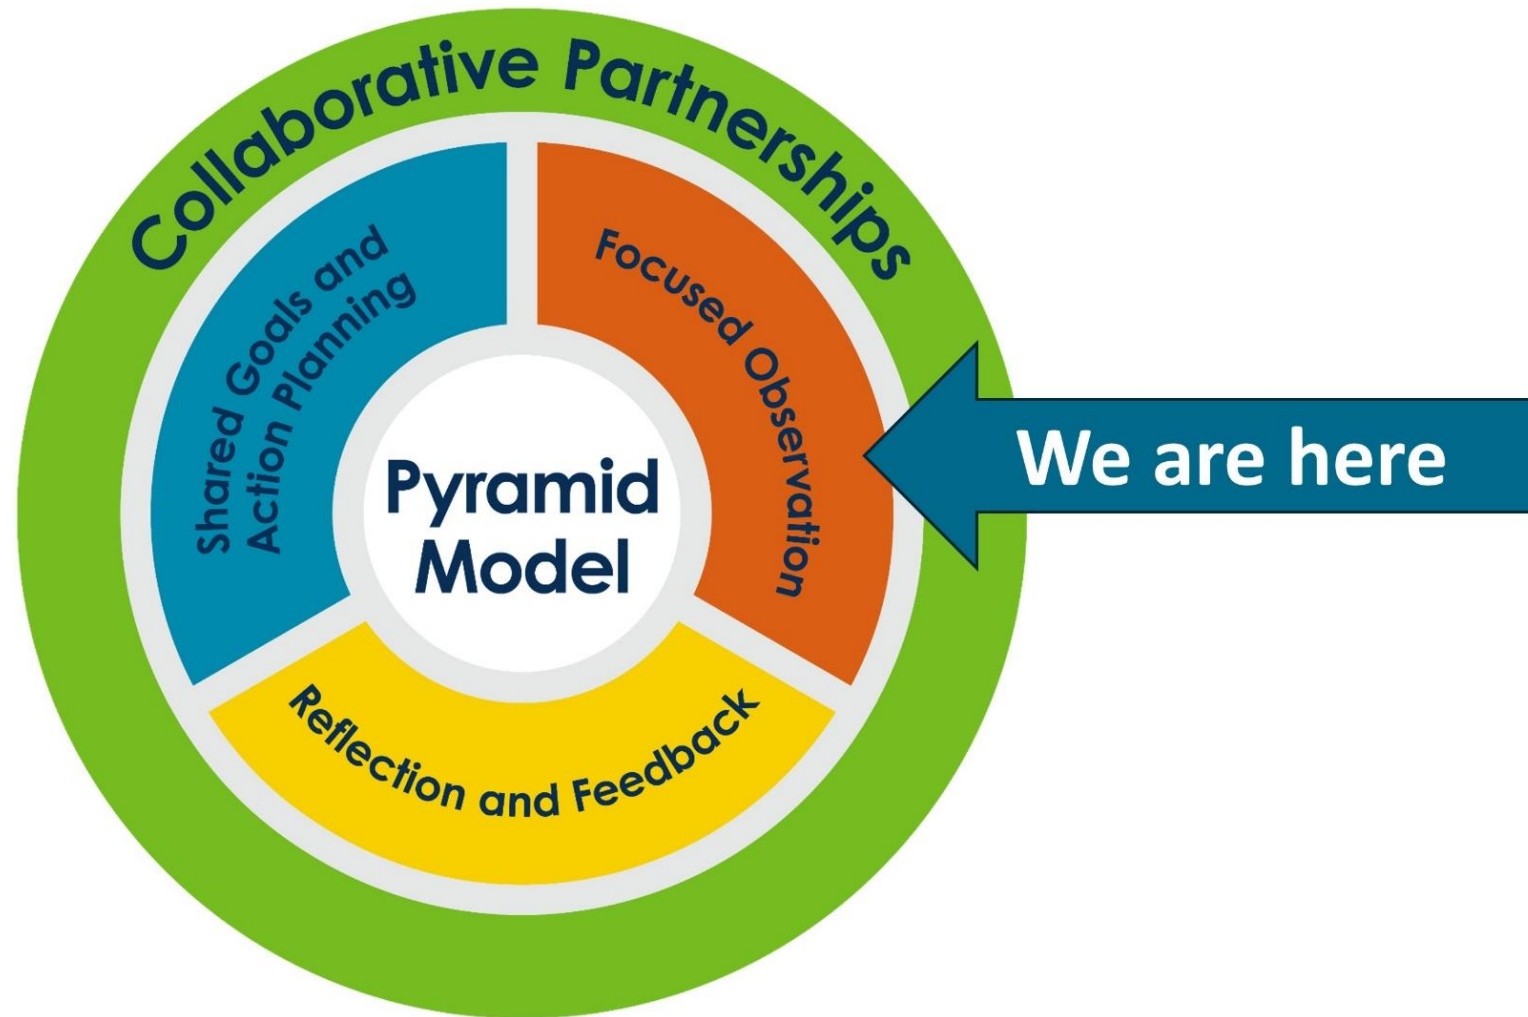 Collaborative Partnerships
Shared Goals and
Action Planning
Focused Observation
Pyramid
Model
Reflection and Feedback
We are here